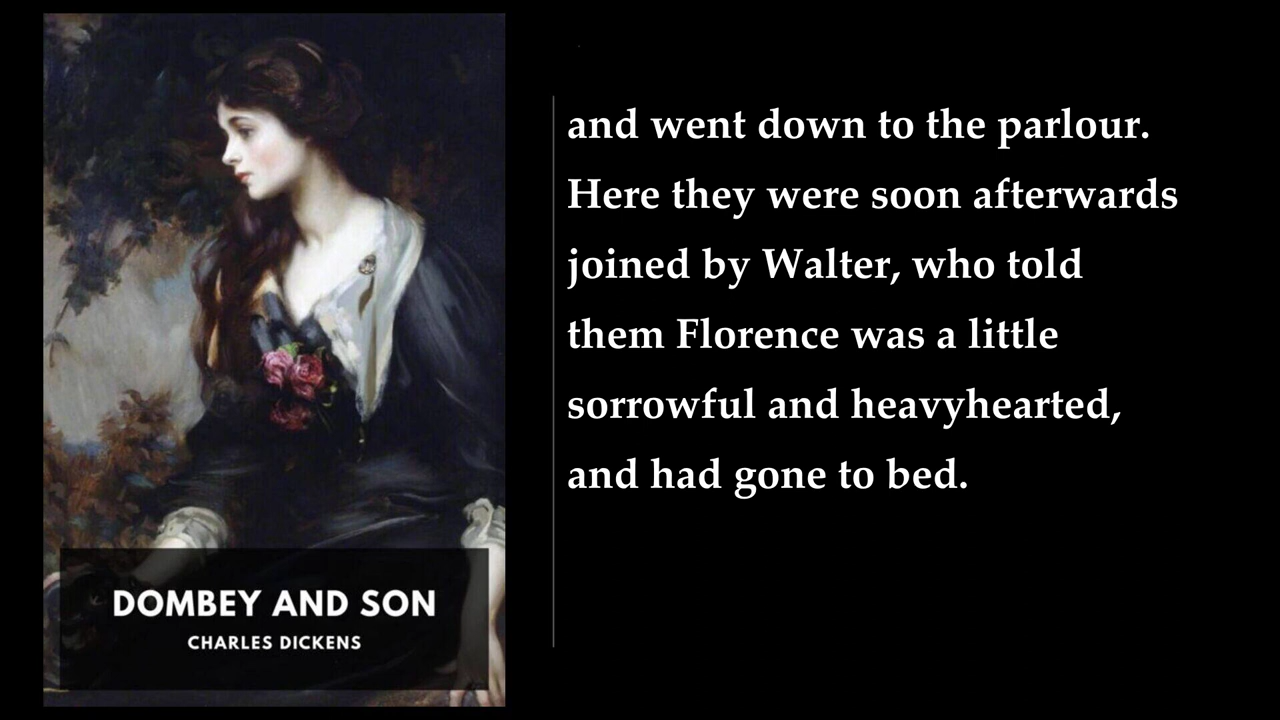 and went down to the parlour.
Here they were soon afterwards
joined by Walter, who told
them Florence was a little
sorrowful and heavyhearted,
and had gone to bed.
DOMBEY AND SON
CHARLES DICKENS